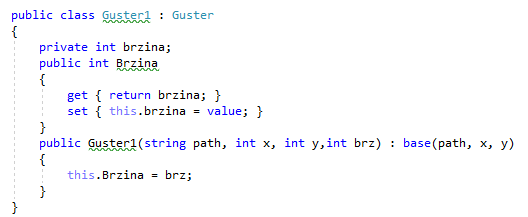 public class Guster1 : Guster
{
    private int brzina;
    public int Brzina
    {
        get { return brzina; }
        set { this.brzina = value; }
    }
    public Guster1(string path, int x, int y,int brz) : base(path, x, y)
    {
        this.Brzina = brz;
    }
}